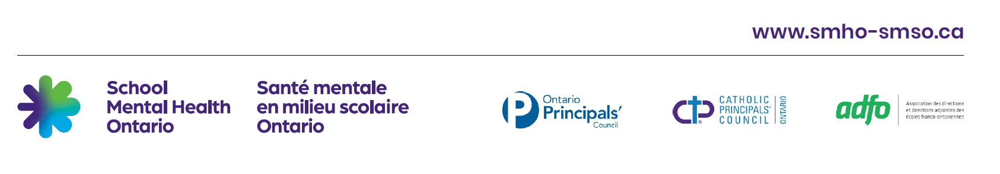 www.smho-smso.ca
School
Mental Health
Ontario
Santé mentale
en milieu scolaire
Ontario
P
Ontario
Principals'
Council
CP
®
CATHOLIC
PRINCIPALS'
COUNCIL
ONTARIO
adfo
Association des directions
et directions adjointes des
écoles franco-ontariennes